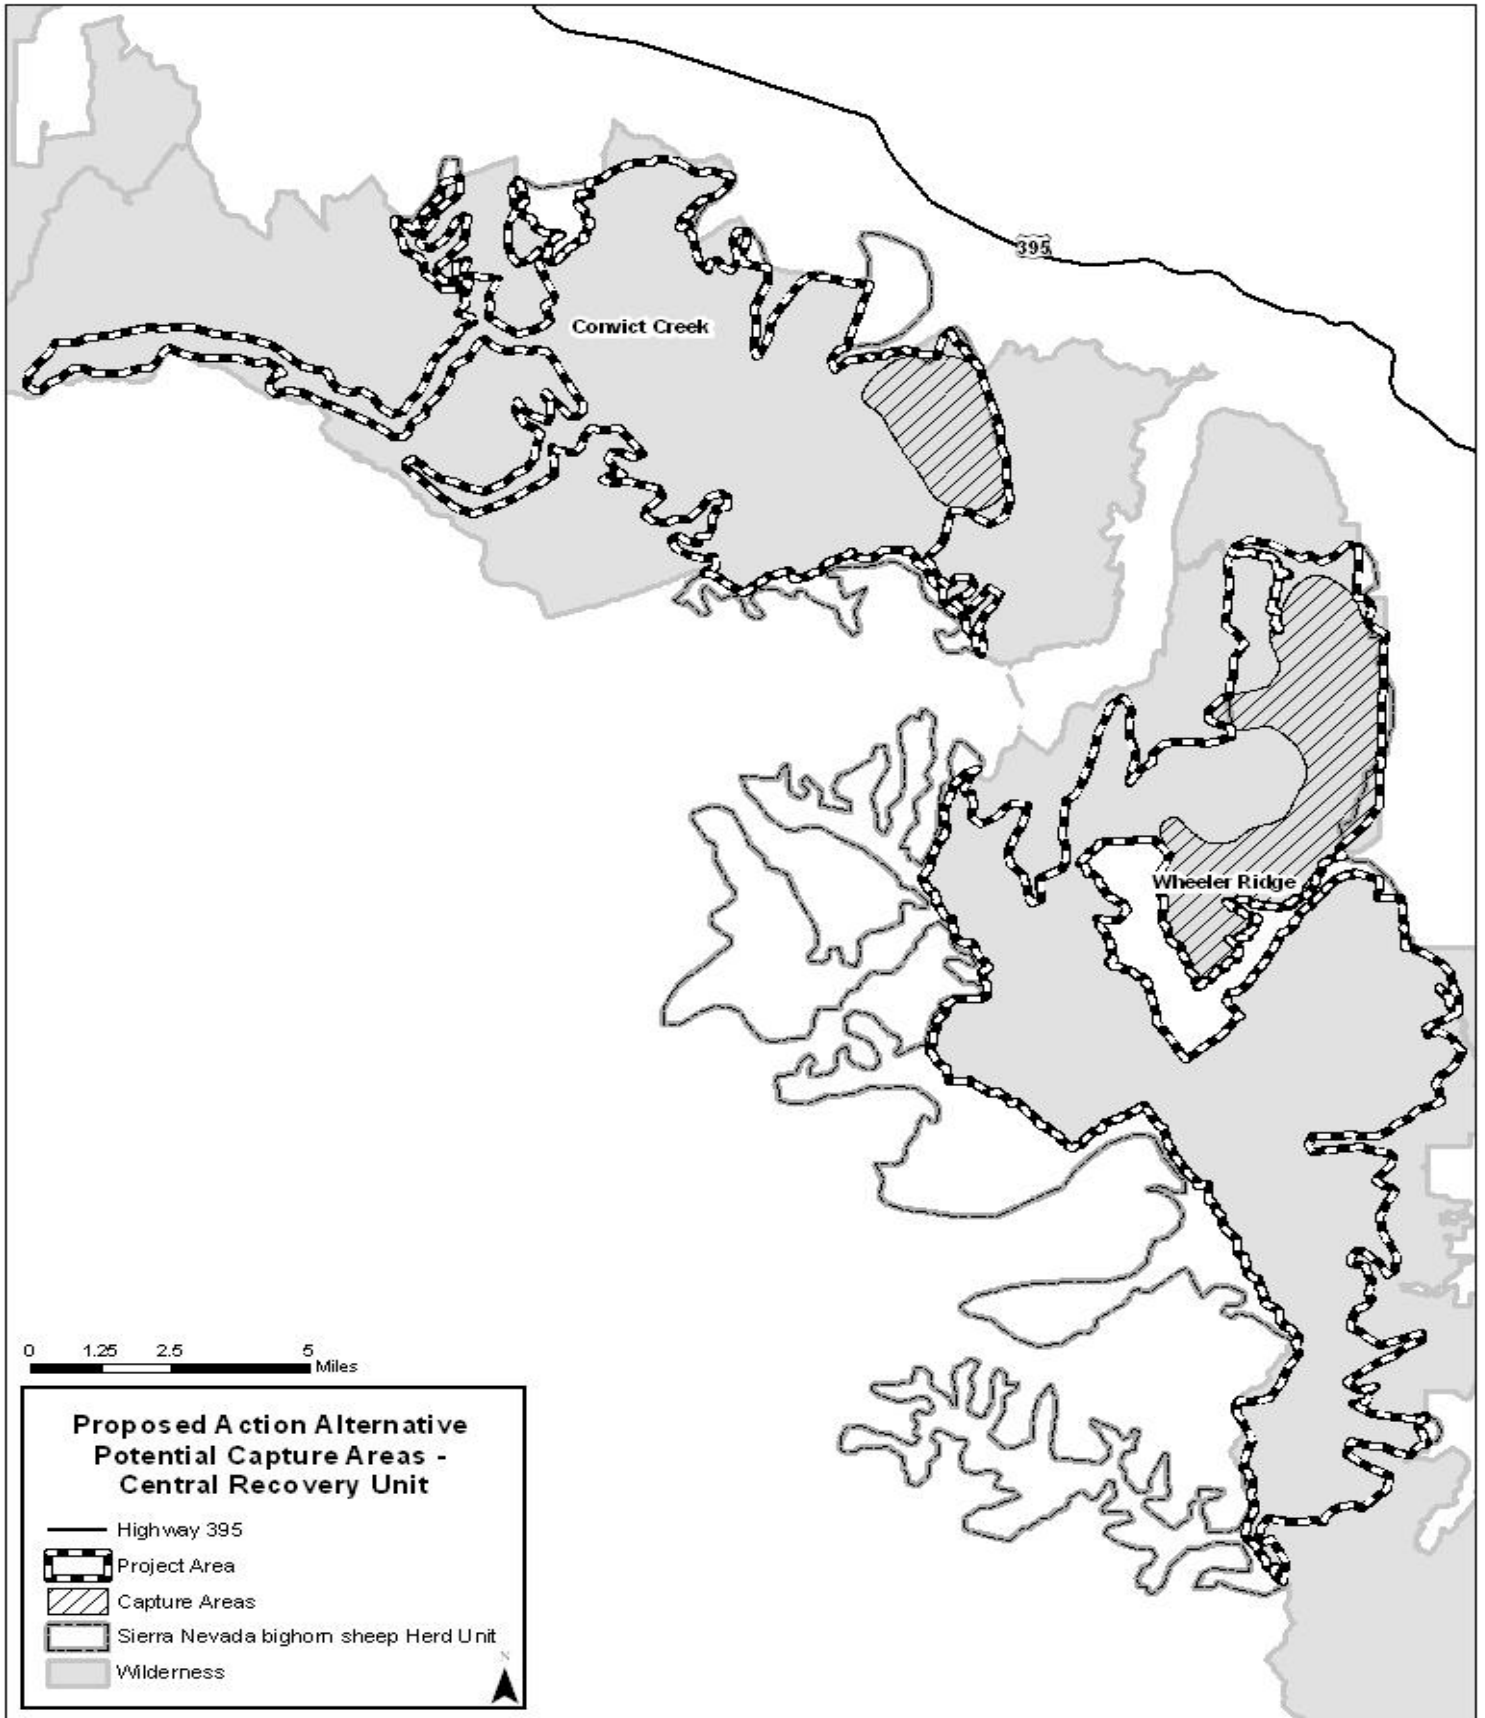 395
Convict Creek
Wheeler Ridge
0 1.25 2.5 5
Miles
Proposed Action Alternative
Potential Capture Areas -
Central Recovery Unit
Highway 395
Project Area
Capture Areas
Sierra Nevada bighorn sheep Herd Unit
Wilderness
N